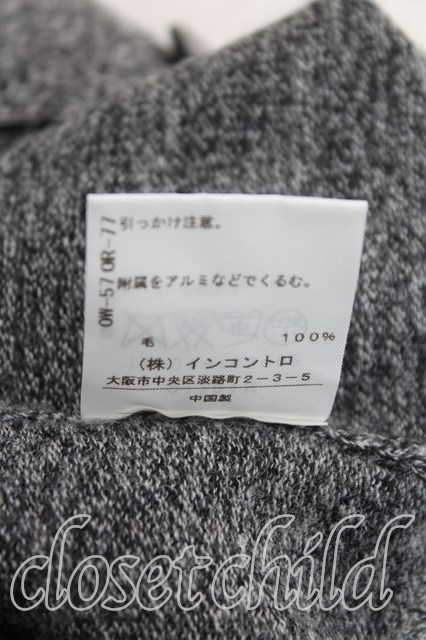 OW-57 OR-77
引っかけ注意。
附属をアルミなどでくるむ。
毛 100%
(株)インコントロ
大阪市中央区淡路町2-3-5
中国製
closet child